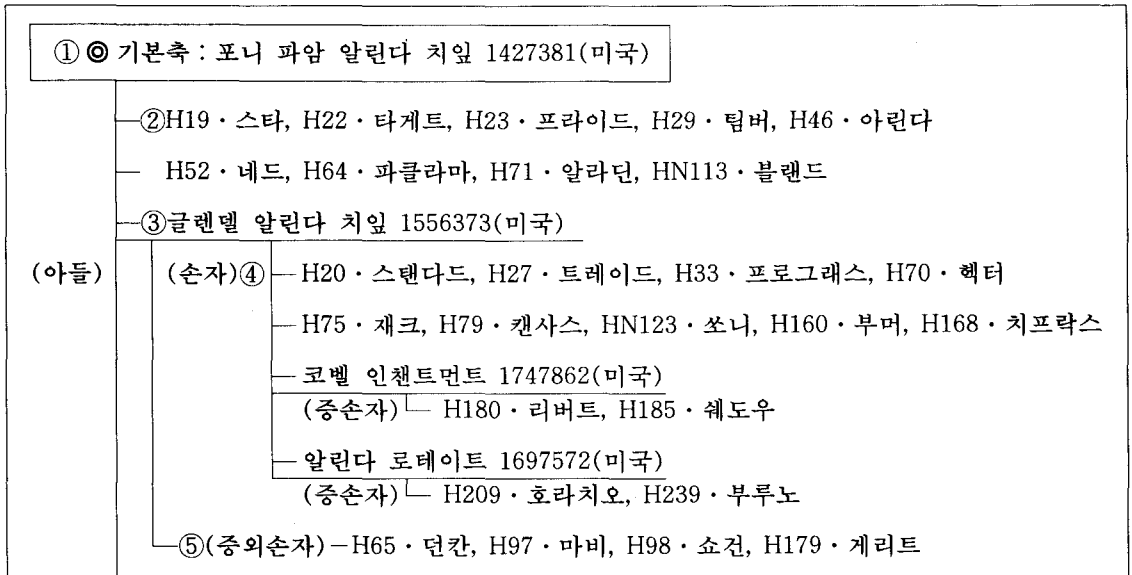 ① ◎ 기본축 : 포니 파암 알린다 치잎 1427381(미국)
②H19 · 스타, H22 · 타게트, H23 · 프라이드, H29 · 팀버, H46 · 아린다
H52 · 네드, H64 · 파클라마, H71 · 알라딘, HN113 · 블랜드
③글렌델 알린다 치잎 1556373(미국)
(아들) (손자)④ H20 · 스탠다드, H27 · 트레이드, H33 · 프로그래스, H70 · 헥터
H75 · 재크, H79 · 캔사스, HN123 · 쏘니, H160 · 부머, H168 · 치프락스
코벨 인챈트먼트 1747862(미국)
(증손자) H180 · 리버트, H185 · 쉐도우
알린다 로테이트 1697572(미국)
(증손자) H209 · 호라치오, H239 · 부루노
⑤(증외손자)－H65 · 던칸, H97 · 마비, H98 · 쇼건, H179 · 게리트